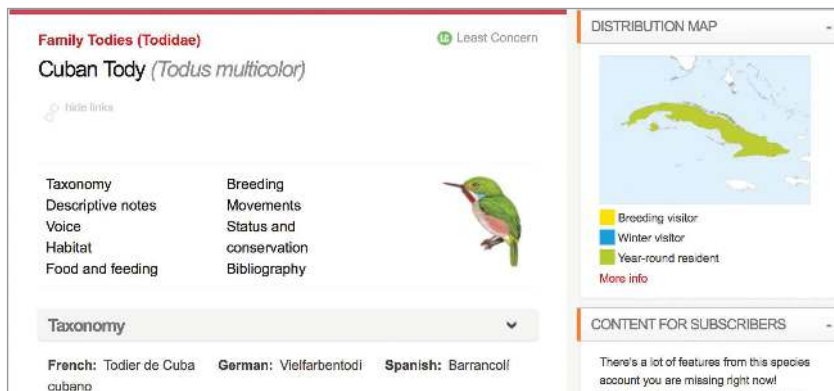 Family Todies (Todidae)
LC Least Concern
Cuban Tody (Todus multicolor)
hide links
Taxonomy
Descriptive notes
Voice
Habitat
Food and feeding
Breeding
Movements
Status and
conservation
Bibliography
Taxonomy
French: Todier de Cuba German: Vielfarbentodi Spanish: Barrancolí
cubano
DISTRIBUTION MAP -
Breeding visitor
Winter visitor
Year-round resident
More info
CONTENT FOR SUBSCRIBERS -
There's a lot of features from this species
account you are missing right now!